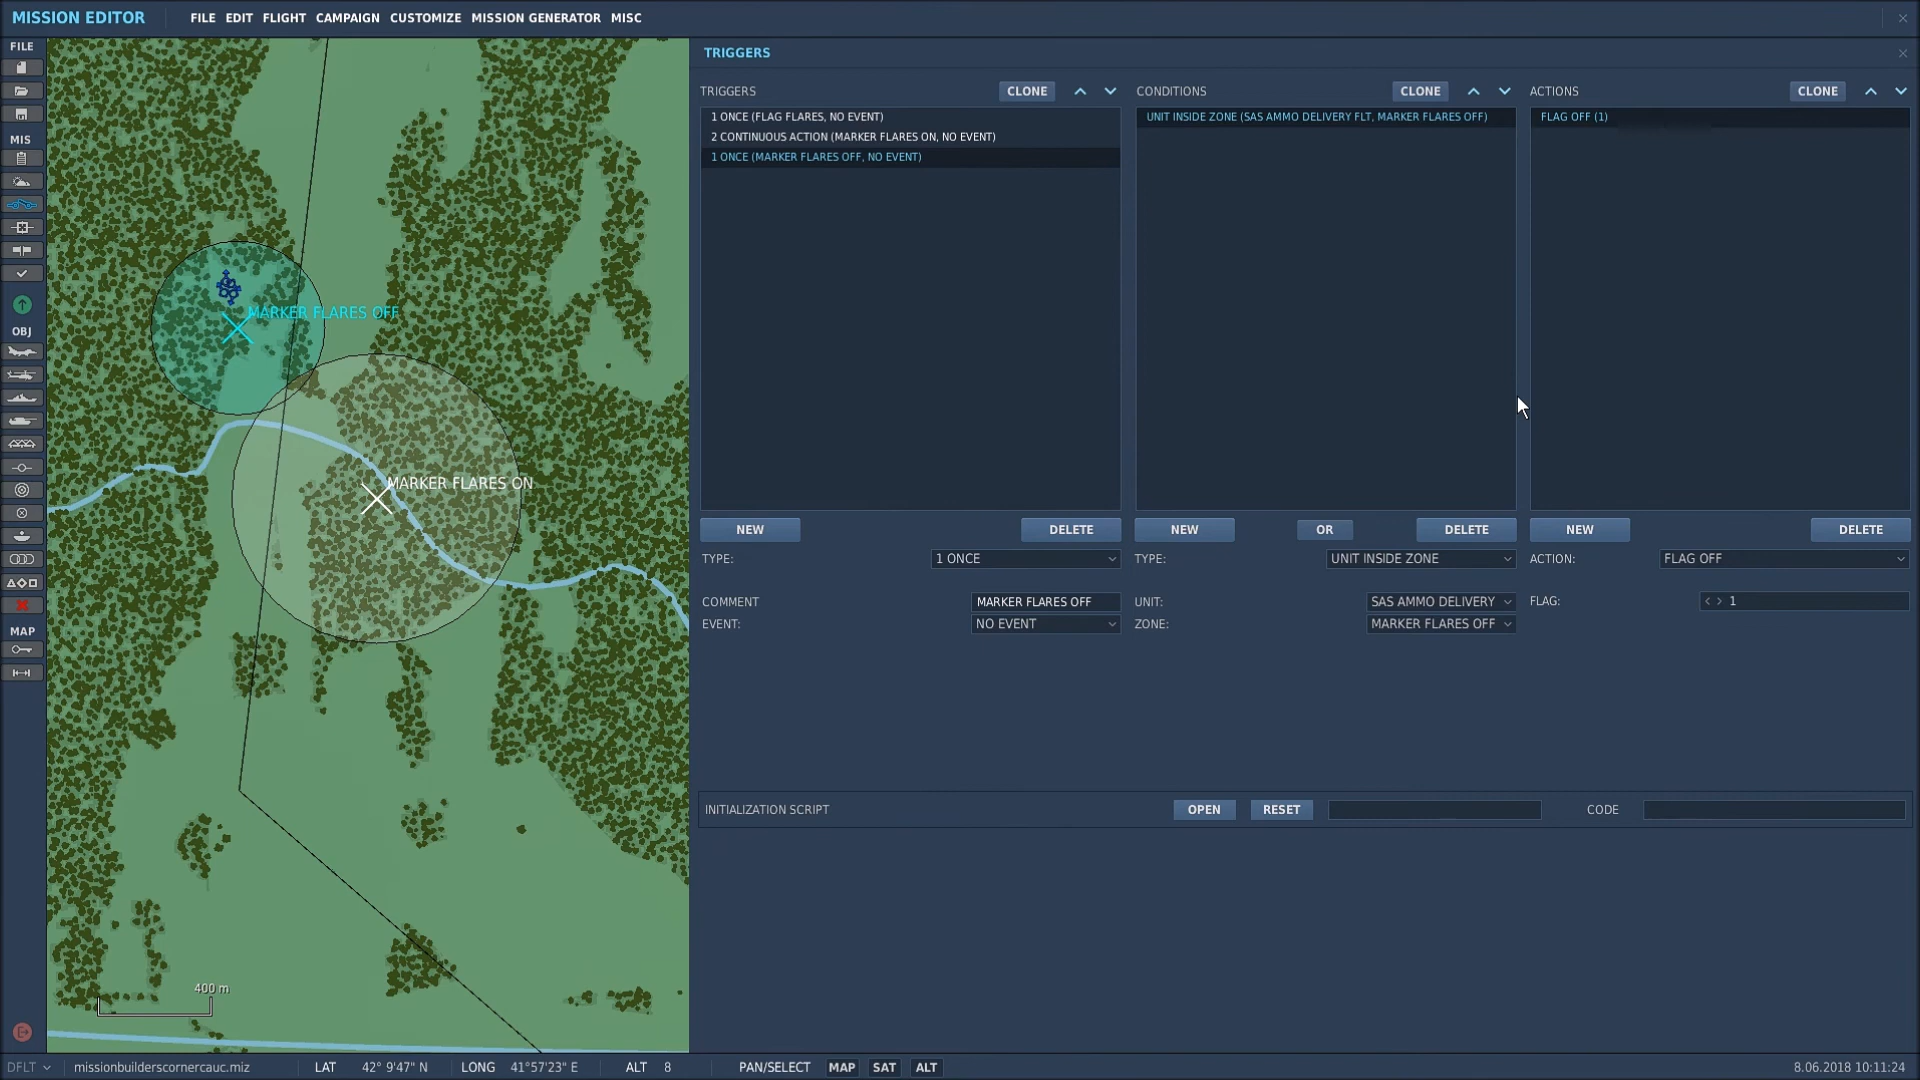 MISSION EDITOR
FILE EDIT FLIGHT CAMPAIGN CUSTOMIZE MISSION GENERATOR MISC
FILE
MIS
OBJ
MAP
MARKER FLARES OFF
MARKER FLARES ON
400 m
TRIGGERS
TRIGGERS CLONE
1 ONCE (FLAG FLARES, NO EVENT)
2 CONTINUOUS ACTION (MARKER FLARES ON, NO EVENT)
1 ONCE (MARKER FLARES OFF, NO EVENT)
NEW DELETE
TYPE: 1 ONCE
COMMENT MARKER FLARES OFF
EVENT: NO EVENT
CONDITIONS CLONE
UNIT INSIDE ZONE (SAS AMMO DELIVERY FLT, MARKER FLARES OFF)
NEW OR DELETE
TYPE: UNIT INSIDE ZONE
UNIT: SAS AMMO DELIVERY
ZONE: MARKER FLARES OFF
ACTIONS CLONE
FLAG OFF (1)
NEW DELETE
ACTION: FLAG OFF
FLAG: < > 1
INITIALIZATION SCRIPT OPEN RESET CODE
DFLT missionbuilderscornercauc.miz LAT 42° 9'47" N LONG 41°57'23" E ALT 8 PAN/SELECT MAP SAT ALT 8.06.2018 10:11:24